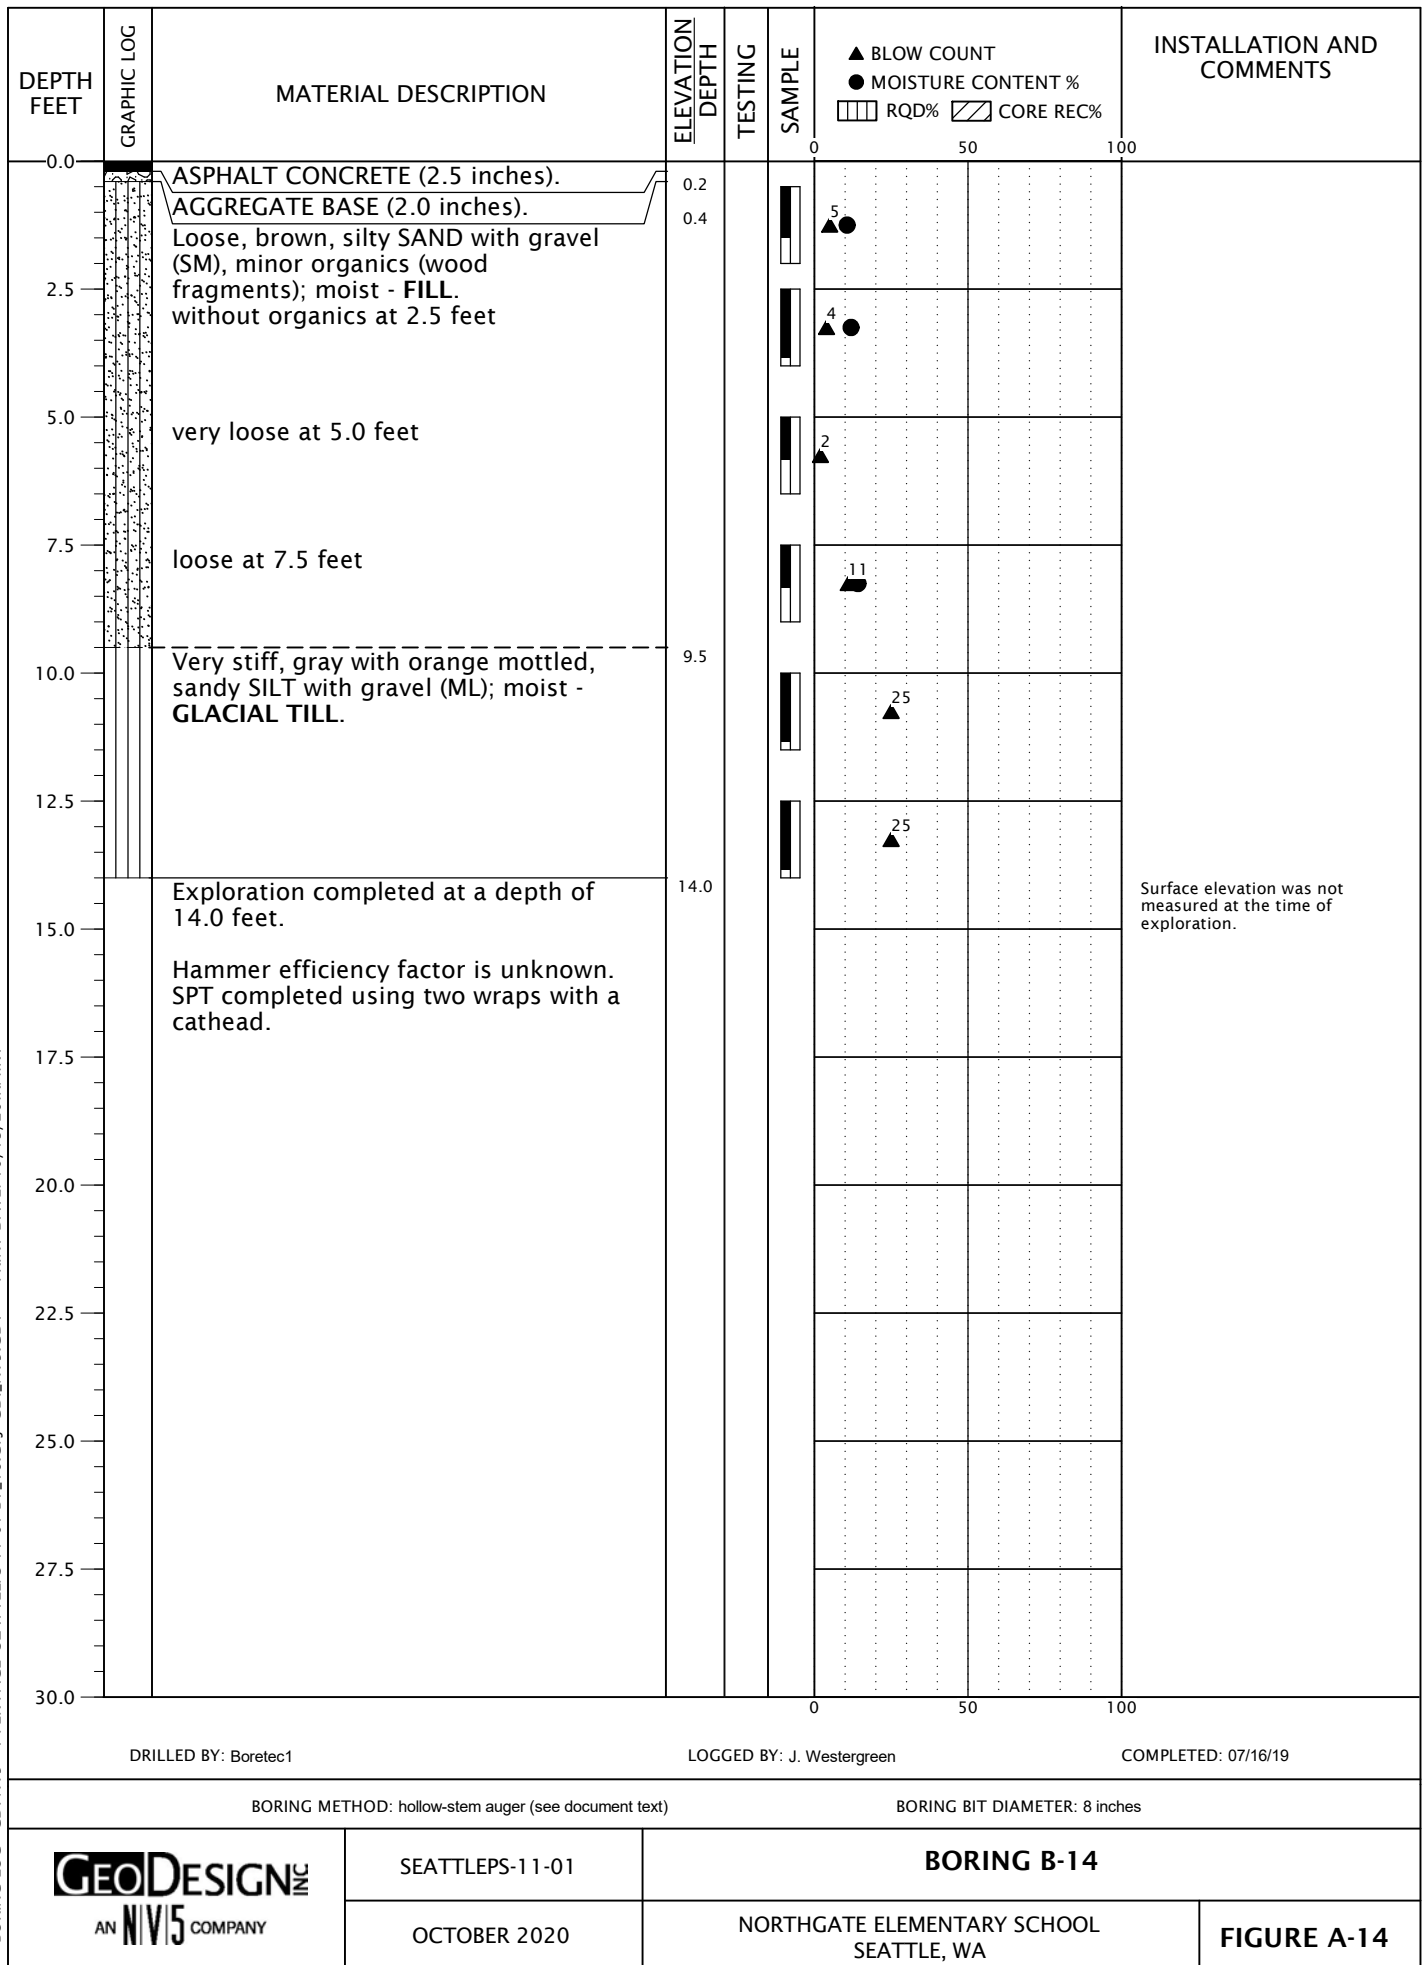 DEPTH
FEET
GRAPHIC LOG
MATERIAL DESCRIPTION
ELEVATION
DEPTH
TESTING
SAMPLE
▲ BLOW COUNT
● MOISTURE CONTENT %
RQD% CORE REC%
INSTALLATION AND
COMMENTS
0 50 100
0.0
ASPHALT CONCRETE (2.5 inches).
0.2
AGGREGATE BASE (2.0 inches).
0.4
Loose, brown, silty SAND with gravel
(SM), minor organics (wood
fragments); moist - FILL.
5
2.5
without organics at 2.5 feet
4
5.0
very loose at 5.0 feet
2
7.5
loose at 7.5 feet
11
Very stiff, gray with orange mottled,
sandy SILT with gravel (ML); moist -
GLACIAL TILL.
9.5
10.0
25
12.5
25
Exploration completed at a depth of
14.0 feet.
14.0
Surface elevation was not
measured at the time of
exploration.
15.0
Hammer efficiency factor is unknown.
SPT completed using two wraps with a
cathead.
17.5
20.0
22.5
25.0
27.5
30.0
0 50 100
DRILLED BY: Boretec1
LOGGED BY: J. Westergreen
COMPLETED: 07/16/19
BORING METHOD: hollow-stem auger (see document text)
BORING BIT DIAMETER: 8 inches
GEODESIGN INC
AN NV5 COMPANY
SEATTLEPS-11-01
OCTOBER 2020
BORING B-14
NORTHGATE ELEMENTARY SCHOOL
SEATTLE, WA
FIGURE A-14